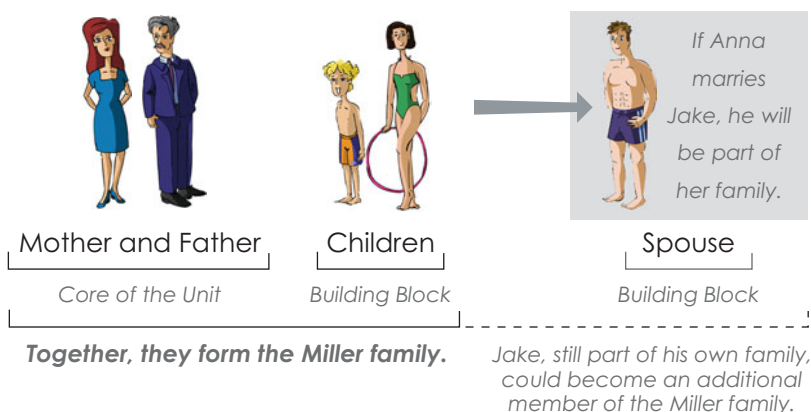 If Anna
marries
Jake, he will
be part of
her family.
Mother and Father
Children
Spouse
Core of the Unit
Building Block
Building Block
Together, they form the Miller family.
Jake, still part of his own family,
could become an additional
member of the Miller family.